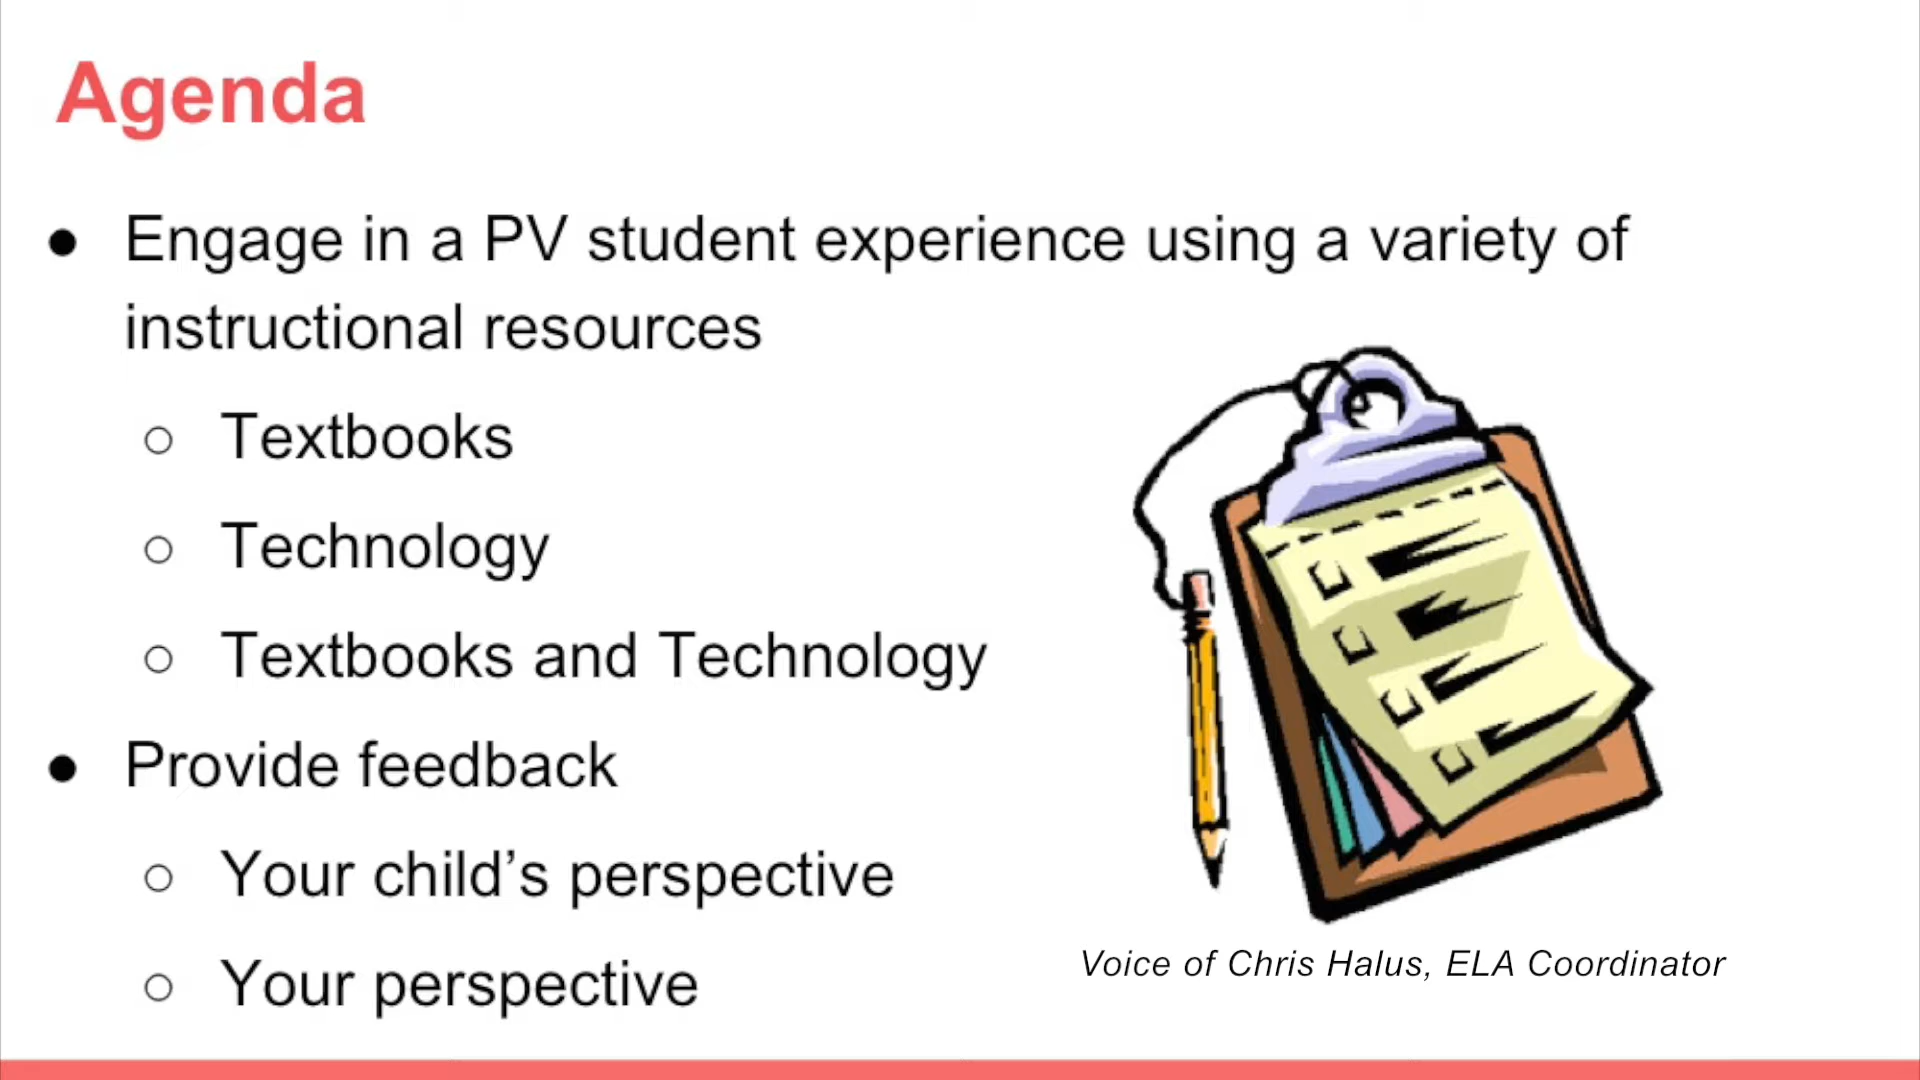 Agenda
● Engage in a PV student experience using a variety of
instructional resources
○ Textbooks
○ Technology
○ Textbooks and Technology
● Provide feedback
○ Your child’s perspective
○ Your perspective
Voice of Chris Halus, ELA Coordinator